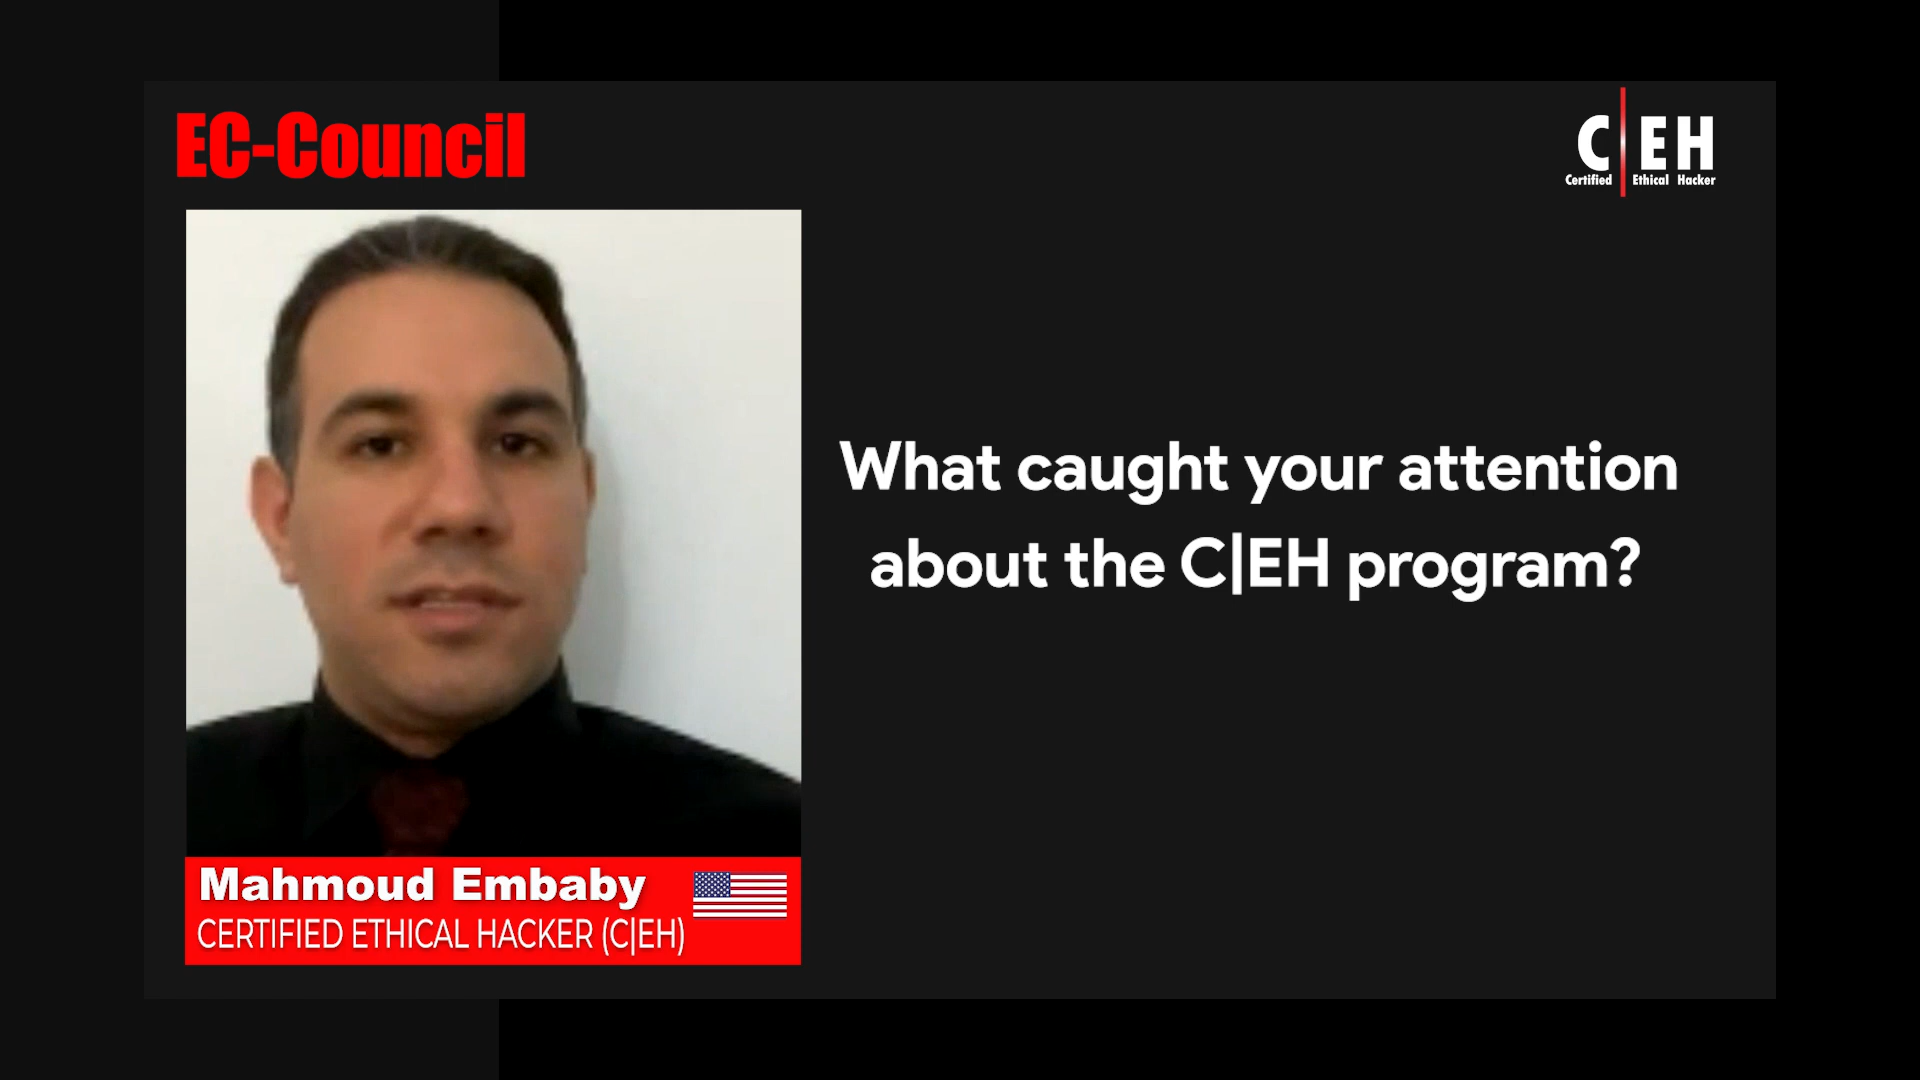 EC-Council
C|EH
Certified Ethical Hacker
What caught your attention
about the C|EH program?
Mahmoud Embaby
CERTIFIED ETHICAL HACKER (C|EH)